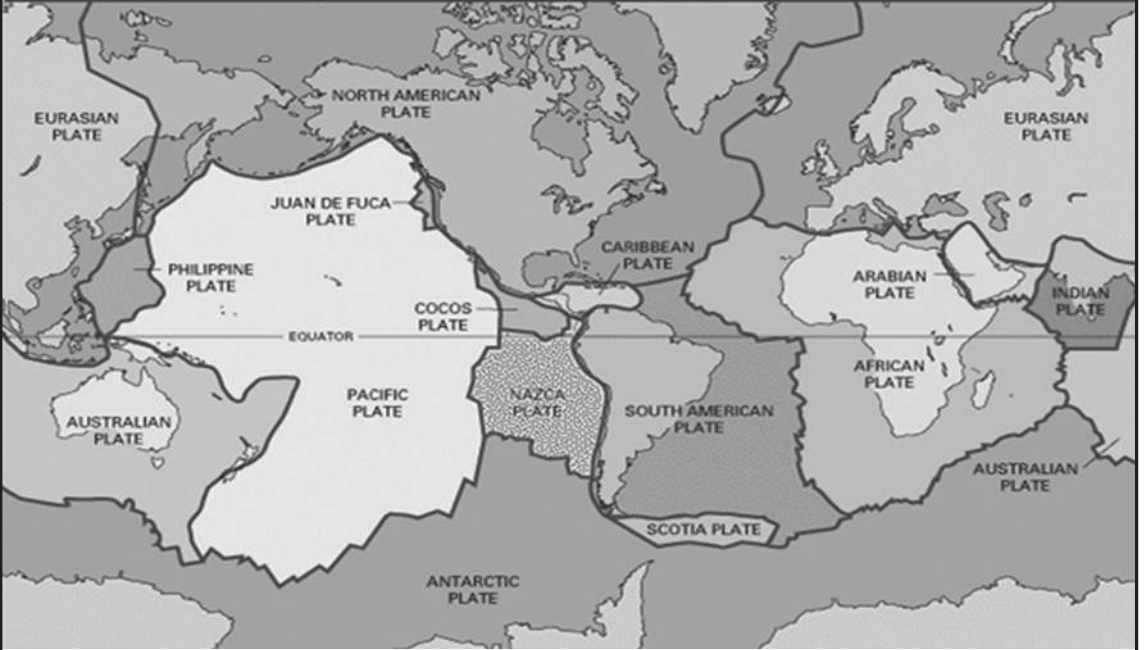 NORTH AMERICAN
PLATE
EURASIAN
PLATE
EURASIAN
PLATE
JUAN DE FUCA
PLATE
CARIBBEAN
PLATE
PHILIPPINE
PLATE
ARABIAN
PLATE
INDIAN
PLATE
COCOS
PLATE
EQUATOR
AFRICAN
PLATE
PACIFIC
PLATE
NAZCA
PLATE
SOUTH AMERICAN
PLATE
AUSTRALIAN
PLATE
AUSTRALIAN
PLATE
SCOTIA PLATE
ANTARCTIC
PLATE